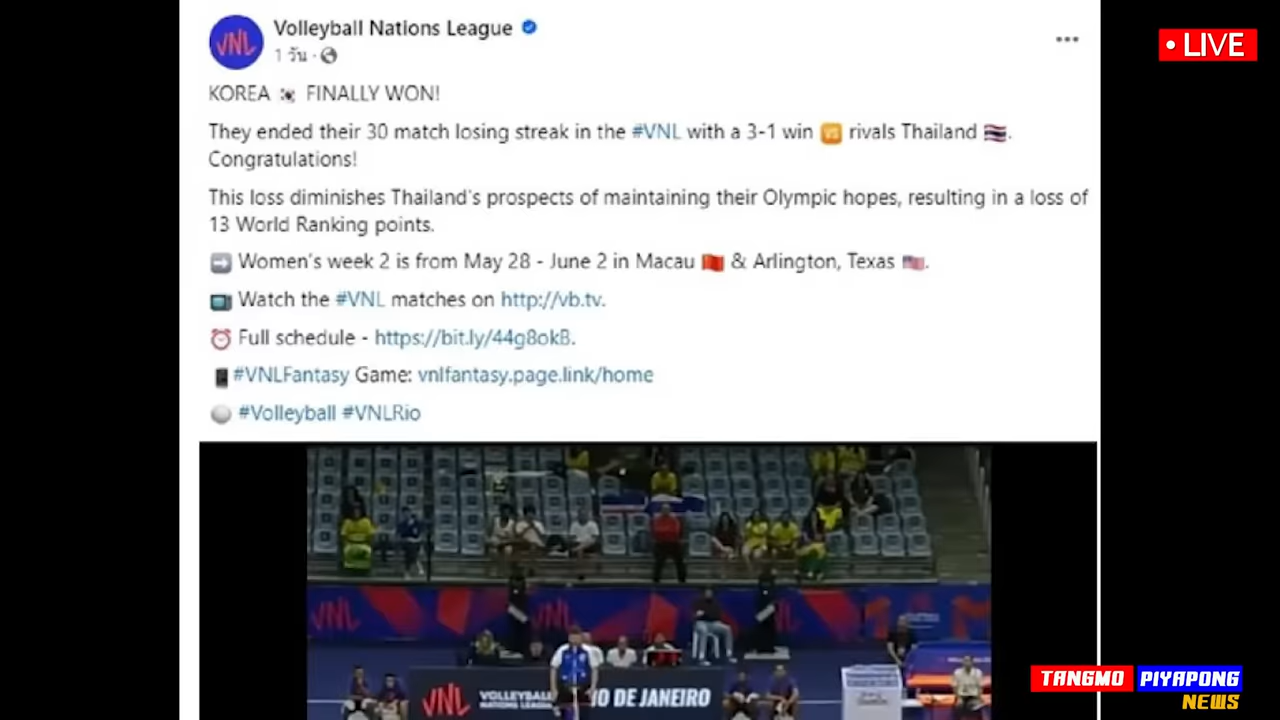 VNL
Volleyball Nations League
1 วัน ·
LIVE
KOREA 🇰🇷 FINALLY WON!
They ended their 30 match losing streak in the #VNL with a 3-1 win 🆚 rivals Thailand 🇹🇭.
Congratulations!
This loss diminishes Thailand's prospects of maintaining their Olympic hopes, resulting in a loss of
13 World Ranking points.
➡️ Women's week 2 is from May 28 - June 2 in Macau 🇨🇳 & Arlington, Texas 🇺🇸.
📺 Watch the #VNL matches on http://vb.tv.
⏰ Full schedule - https://bit.ly/44g8okB.
📱#VNLFantasy Game: vnlfantasy.page.link/home
🏐 #Volleyball #VNLRio
VNL
VNL
VNL
VOLLEYBALL
NATIONS LEAGUE
IO DE JANEIRO
TANGMO PIYAPONG
NEWS